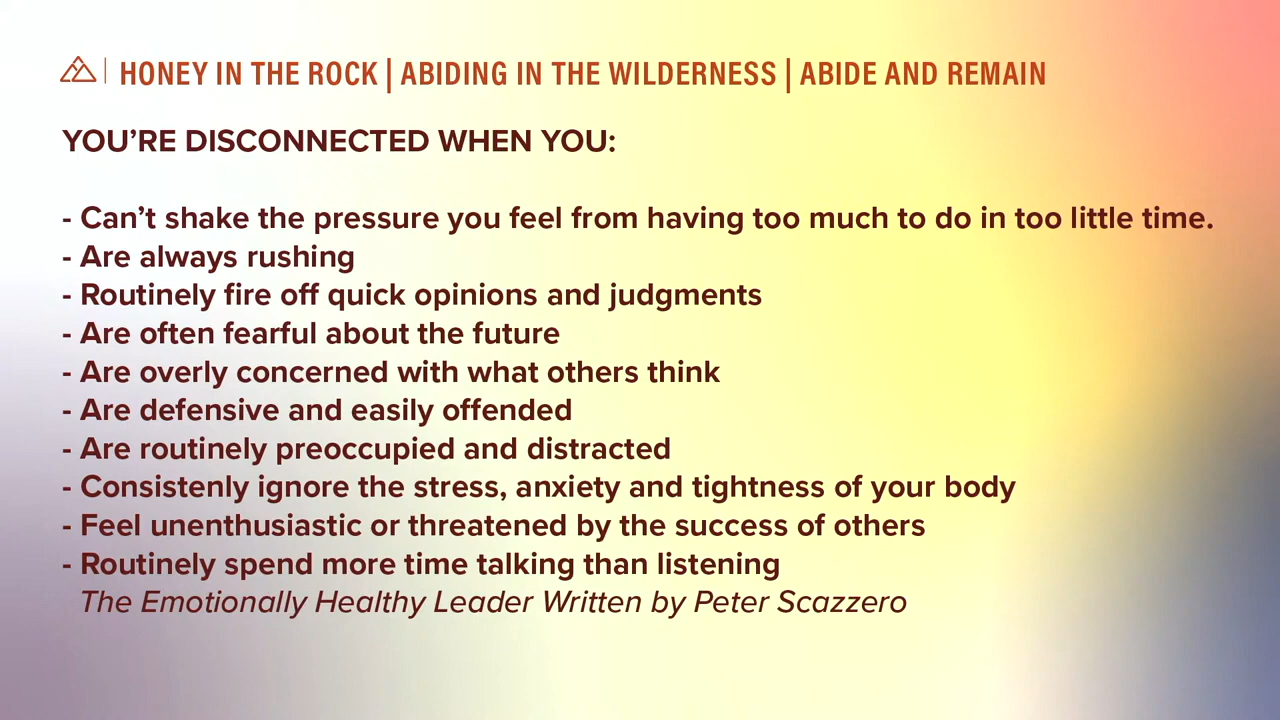 HONEY IN THE ROCK | ABIDING IN THE WILDERNESS | ABIDE AND REMAIN
YOU’RE DISCONNECTED WHEN YOU:
- Can’t shake the pressure you feel from having too much to do in too little time.
- Are always rushing
- Routinely fire off quick opinions and judgments
- Are often fearful about the future
- Are overly concerned with what others think
- Are defensive and easily offended
- Are routinely preoccupied and distracted
- Consistenly ignore the stress, anxiety and tightness of your body
- Feel unenthusiastic or threatened by the success of others
- Routinely spend more time talking than listening
The Emotionally Healthy Leader Written by Peter Scazzero